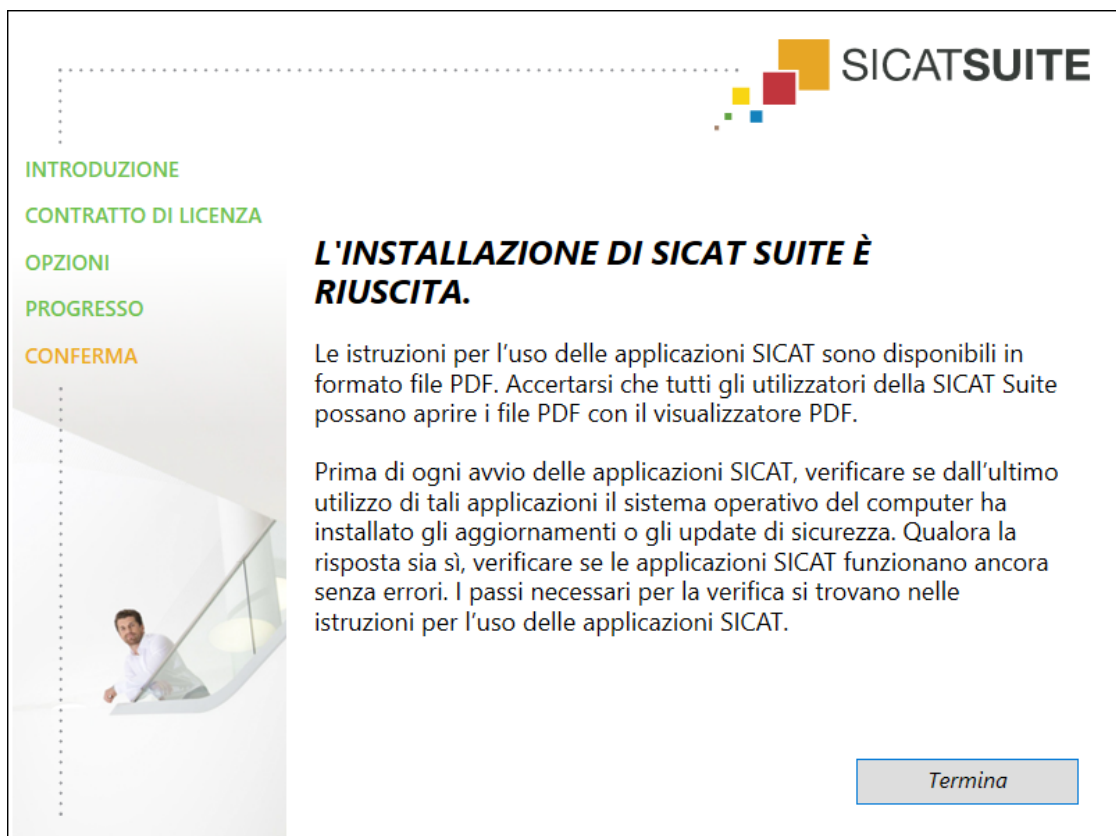 SICATSUITE
INTRODUZIONE
CONTRATTO DI LICENZA
OPZIONI
PROGRESSO
CONFERMA
L'INSTALLAZIONE DI SICAT SUITE È
RIUSCITA.
Le istruzioni per l’uso delle applicazioni SICAT sono disponibili in
formato file PDF. Accertarsi che tutti gli utilizzatori della SICAT Suite
possano aprire i file PDF con il visualizzatore PDF.
Prima di ogni avvio delle applicazioni SICAT, verificare se dall’ultimo
utilizzo di tali applicazioni il sistema operativo del computer ha
installato gli aggiornamenti o gli update di sicurezza. Qualora la
risposta sia sì, verificare se le applicazioni SICAT funzionano ancora
senza errori. I passi necessari per la verifica si trovano nelle
istruzioni per l’uso delle applicazioni SICAT.
Termina